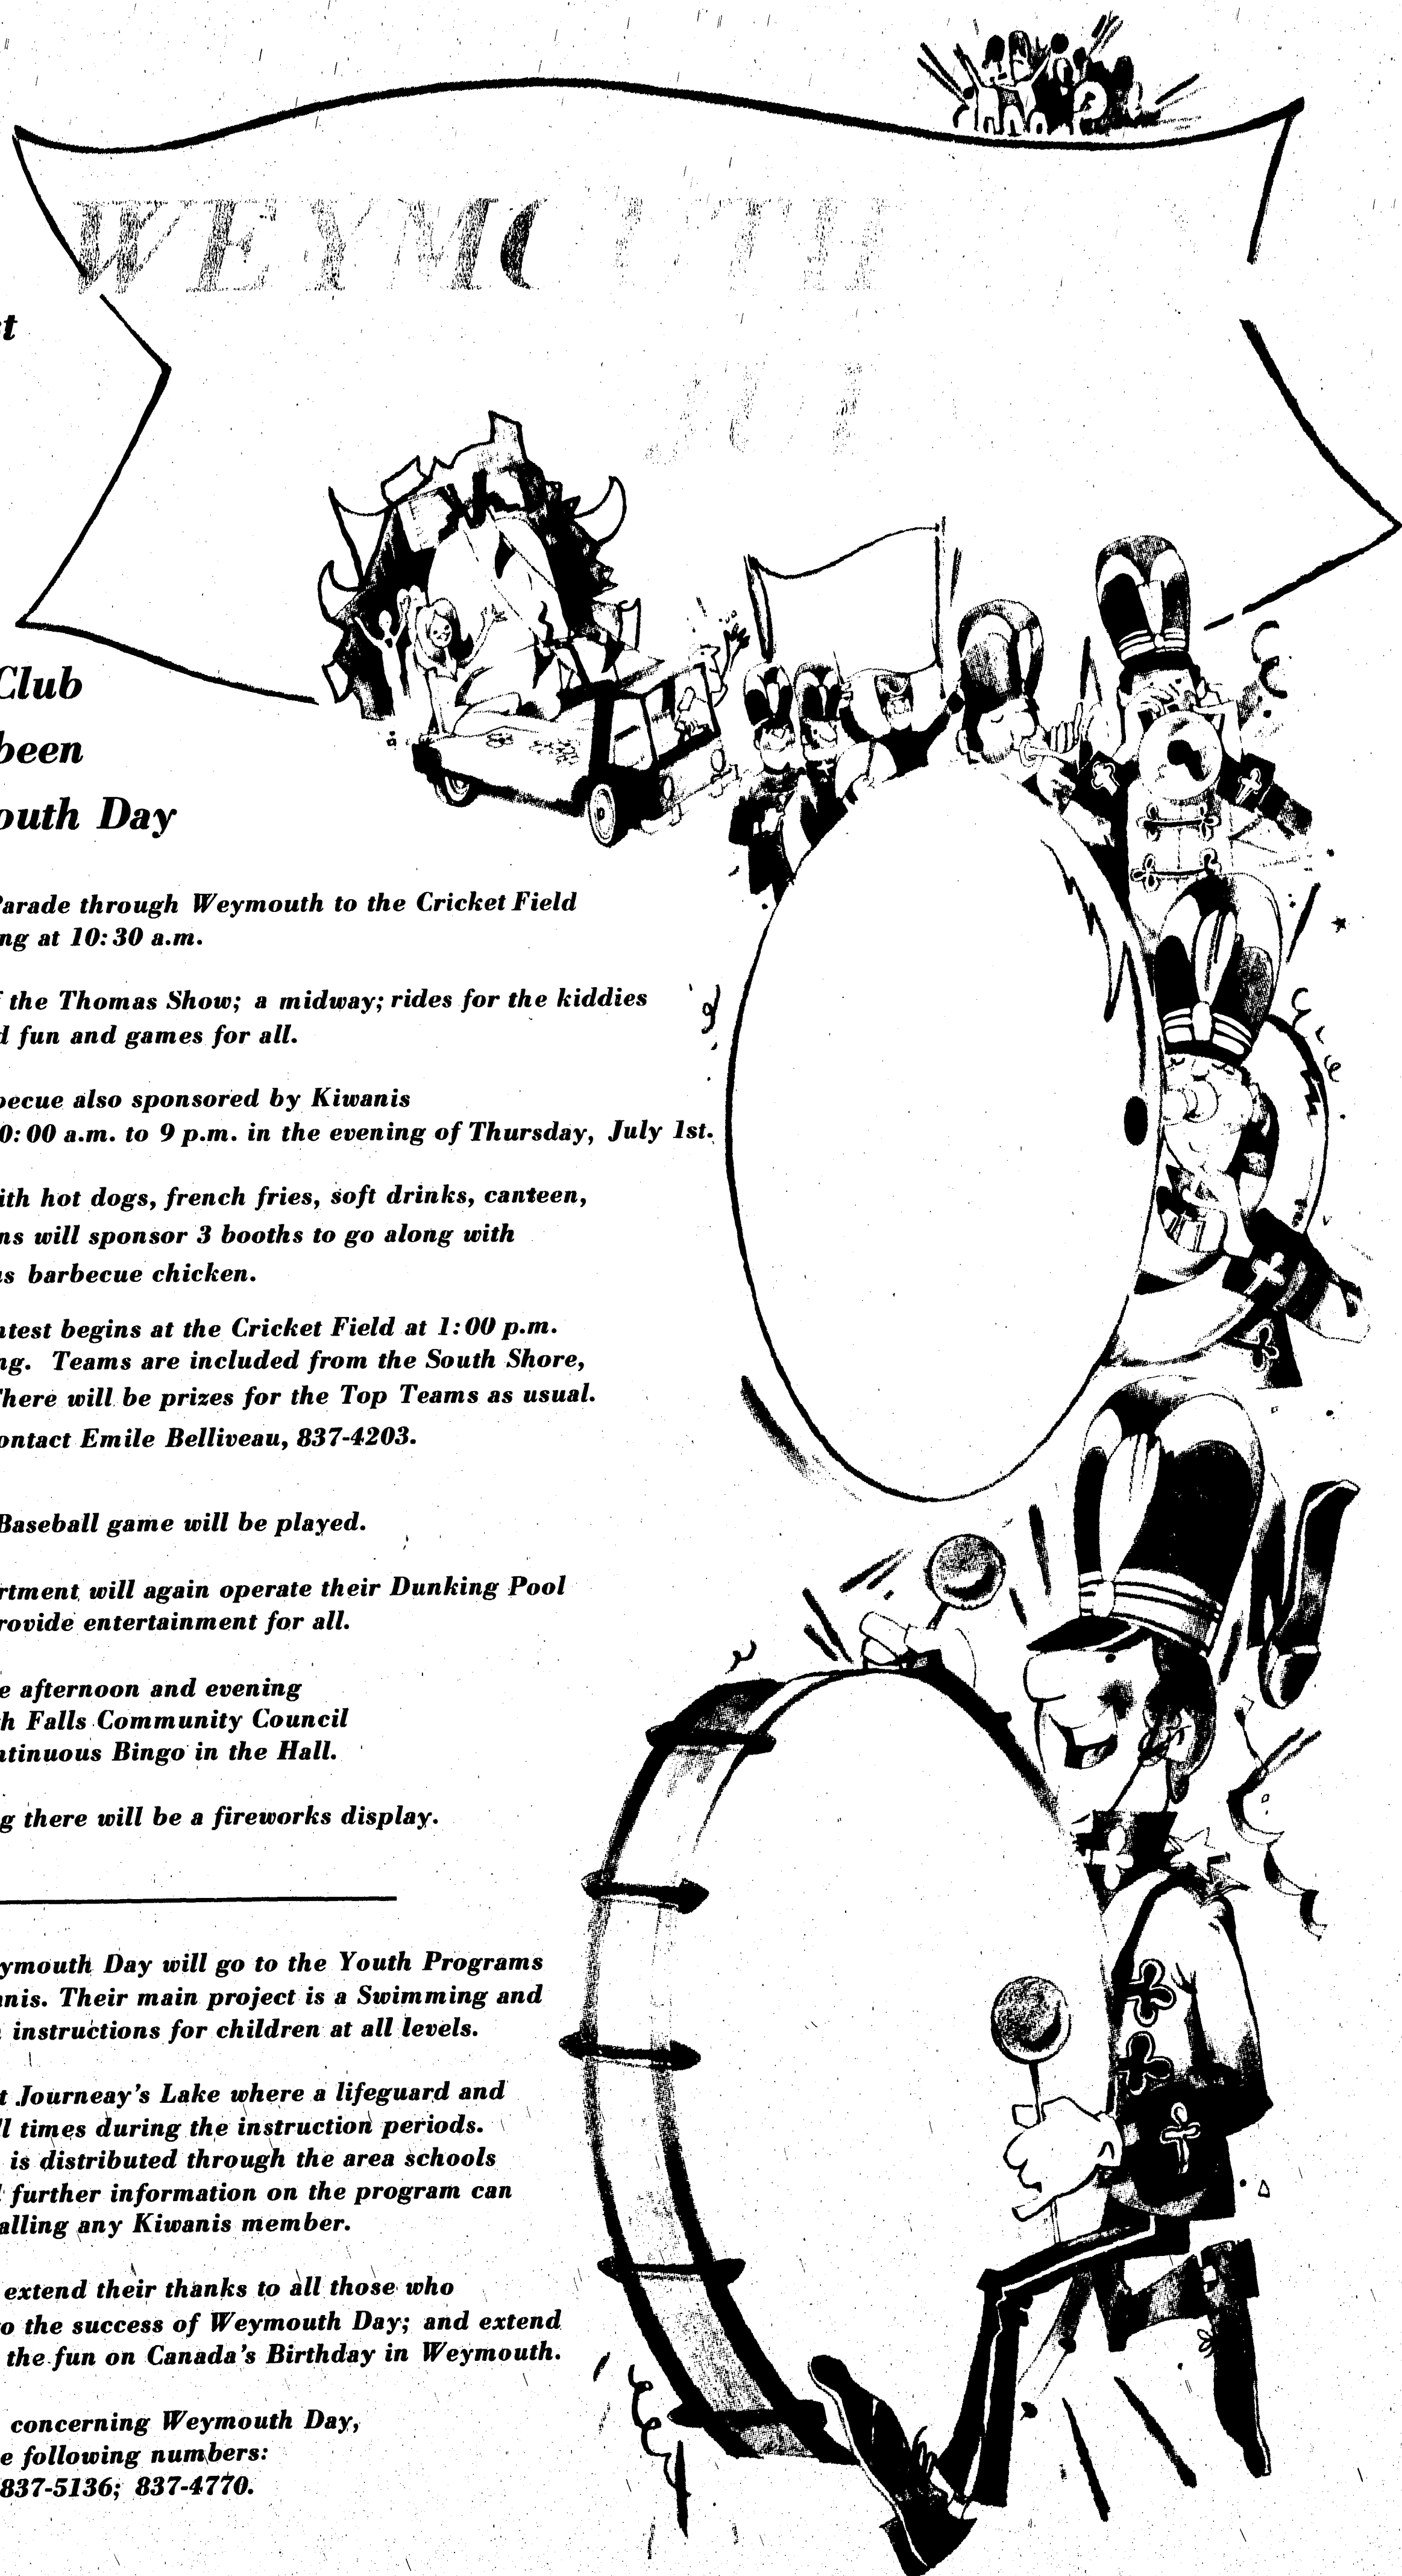 WEYMOUTH
JUL
Club
been
outh Day
Parade through Weymouth to the Cricket Field
ng at 10:30 a.m.
f the Thomas Show; a midway; rides for the kiddies
d fun and games for all.
becue also sponsored by Kiwanis
0:00 a.m. to 9 p.m. in the evening of Thursday, July 1st.
ith hot dogs, french fries, soft drinks, canteen,
ns will sponsor 3 booths to go along with
us barbecue chicken.
ntest begins at the Cricket Field at 1:00 p.m.
ng. Teams are included from the South Shore,
There will be prizes for the Top Teams as usual.
ontact Emile Belliveau, 837-4203.
Baseball game will be played.
rtment will again operate their Dunking Pool
rovide entertainment for all.
e afternoon and evening
h Falls Community Council
ntinuous Bingo in the Hall.
g there will be a fireworks display.
ymouth Day will go to the Youth Programs
anis. Their main project is a Swimming and
instructions for children at all levels.
t Journeay's Lake where a lifeguard and
ll times during the instruction periods.
is distributed through the area schools
further information on the program can
alling any Kiwanis member.
extend their thanks to all those who
o the success of Weymouth Day; and extend
the fun on Canada's Birthday in Weymouth.
concerning Weymouth Day,
e following numbers:
837-5136; 837-4770.